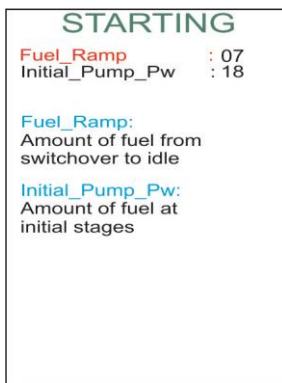 STARTING
Fuel_Ramp : 07
Initial_Pump_Pw : 18
Fuel_Ramp:
Amount of fuel from
switchover to idle
Initial_Pump_Pw:
Amount of fuel at
initial stages